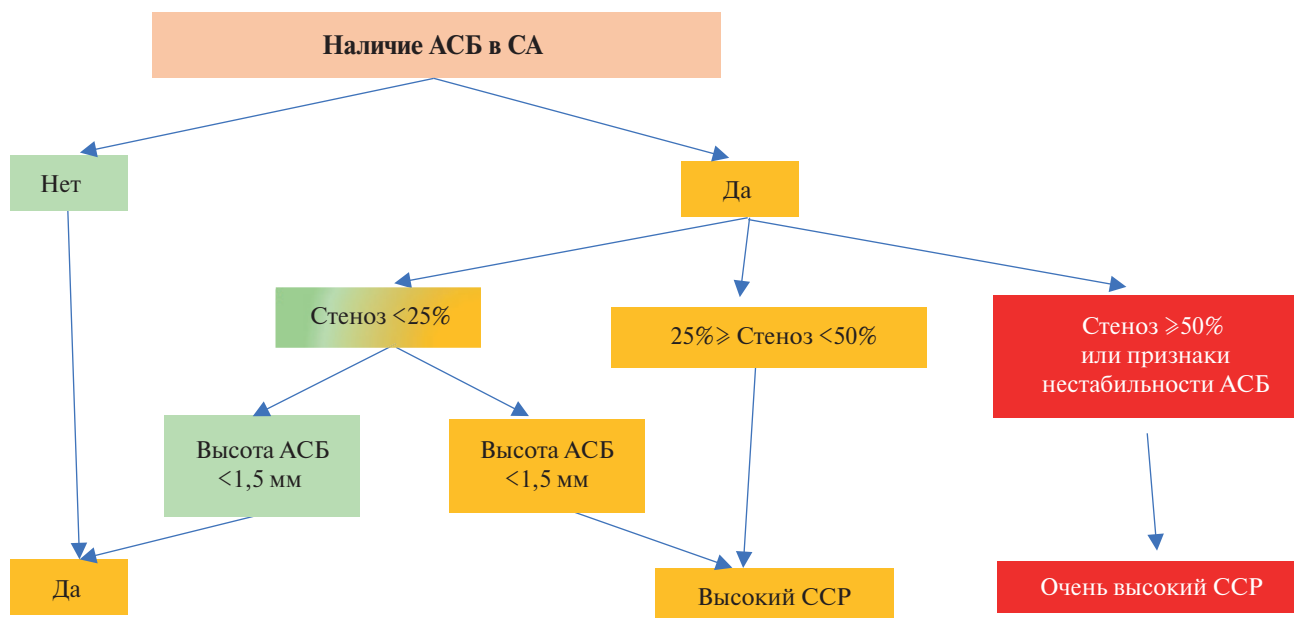 Наличие АСБ в СА
Нет
Да
Стеноз <25%
25%⩾ Стеноз <50%
Стеноз ⩾50%
или признаки
нестабильности АСБ
Высота АСБ
<1,5 мм
Высота АСБ
<1,5 мм
Да
Высокий ССР
Очень высокий ССР